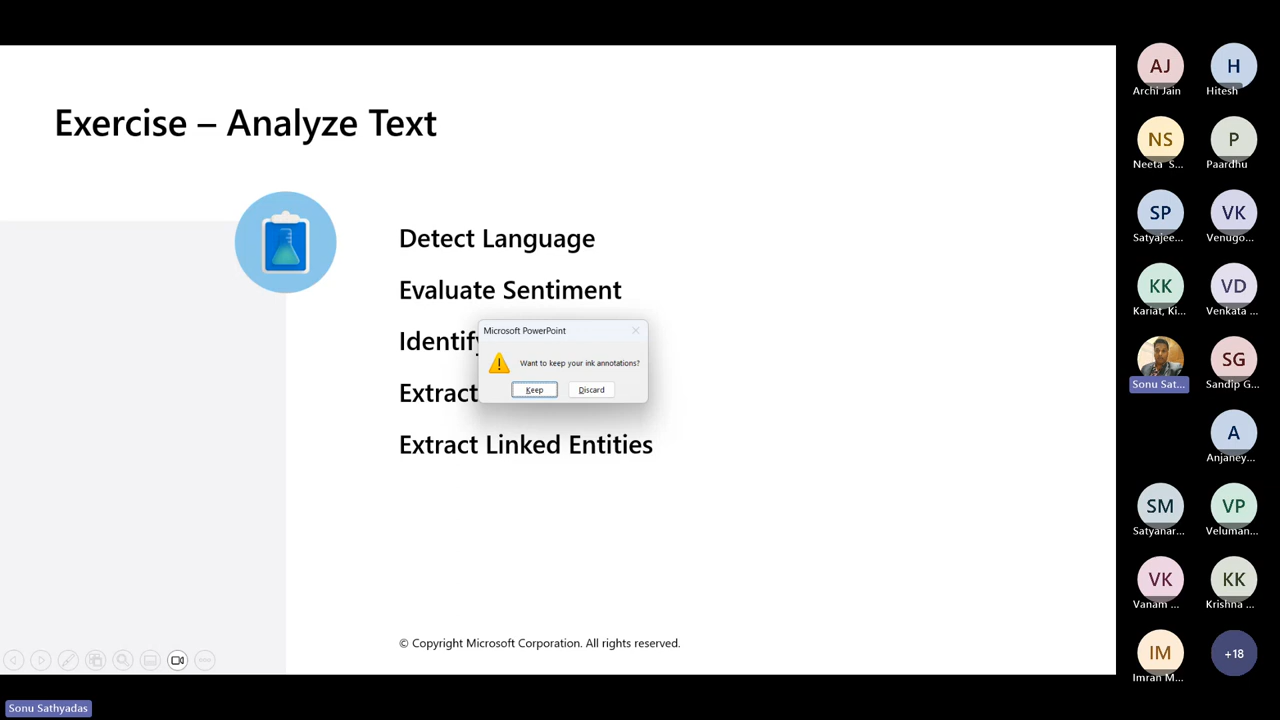 Exercise – Analyze Text
Detect Language
Evaluate Sentiment
Identify
Extract
Extract Linked Entities
Microsoft PowerPoint
Want to keep your ink annotations?
Keep
Discard
© Copyright Microsoft Corporation. All rights reserved.
Sonu Sathyadas
AJ
Archi Jain
H
Hitesh
NS
Neeta S...
P
Paardhu
SP
Satyajee...
VK
Venugo...
KK
Kariat, Ki...
VD
Venkata ...
Sonu Sat...
SG
Sandip G...
A
Anjaney...
SM
Satyanar...
VP
Veluman...
VK
Vanam ...
KK
Krishna ...
IM
Imran M...
+18